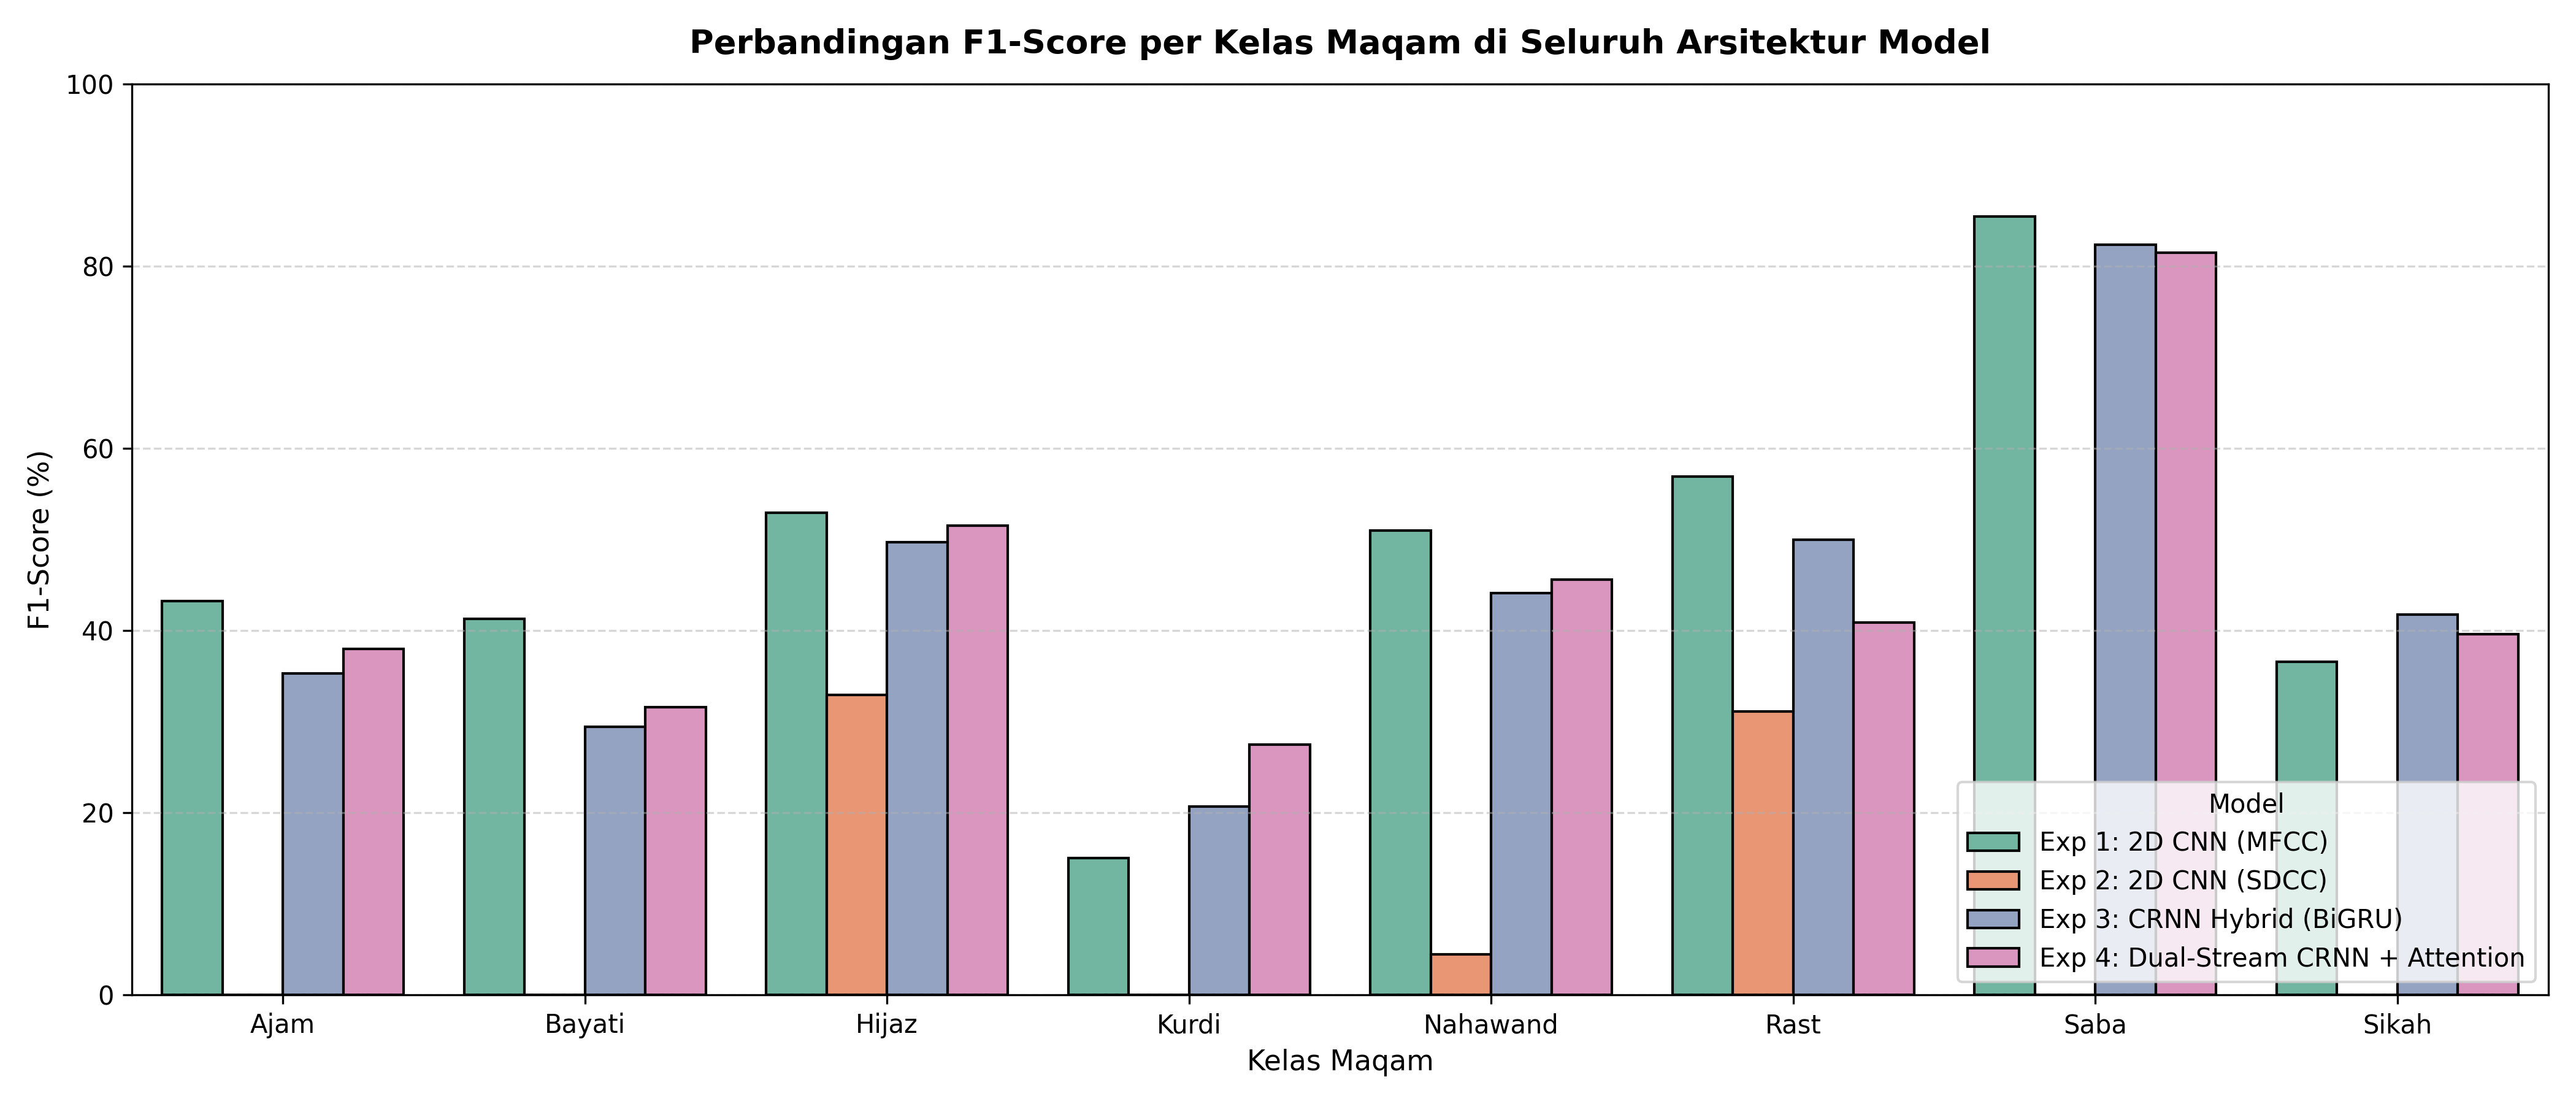 Perbandingan F1-Score per Kelas Maqam di Seluruh Arsitektur Model
100
80
60
40
20
0
F1-Score (%)
Ajam
Bayati
Hijaz
Kurdi
Nahawand
Rast
Saba
Sikah
Kelas Maqam
Model
Exp 1: 2D CNN (MFCC)
Exp 2: 2D CNN (SDCC)
Exp 3: CRNN Hybrid (BiGRU)
Exp 4: Dual-Stream CRNN + Attention